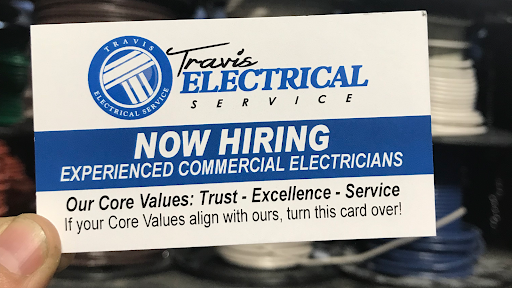 TRAVIS
ELECTRICAL SERVICE
Travis
ELECTRICAL
SERVICE
NOW HIRING
EXPERIENCED COMMERCIAL ELECTRICIANS
Our Core Values: Trust - Excellence - Service
If your Core Values align with ours, turn this card over!